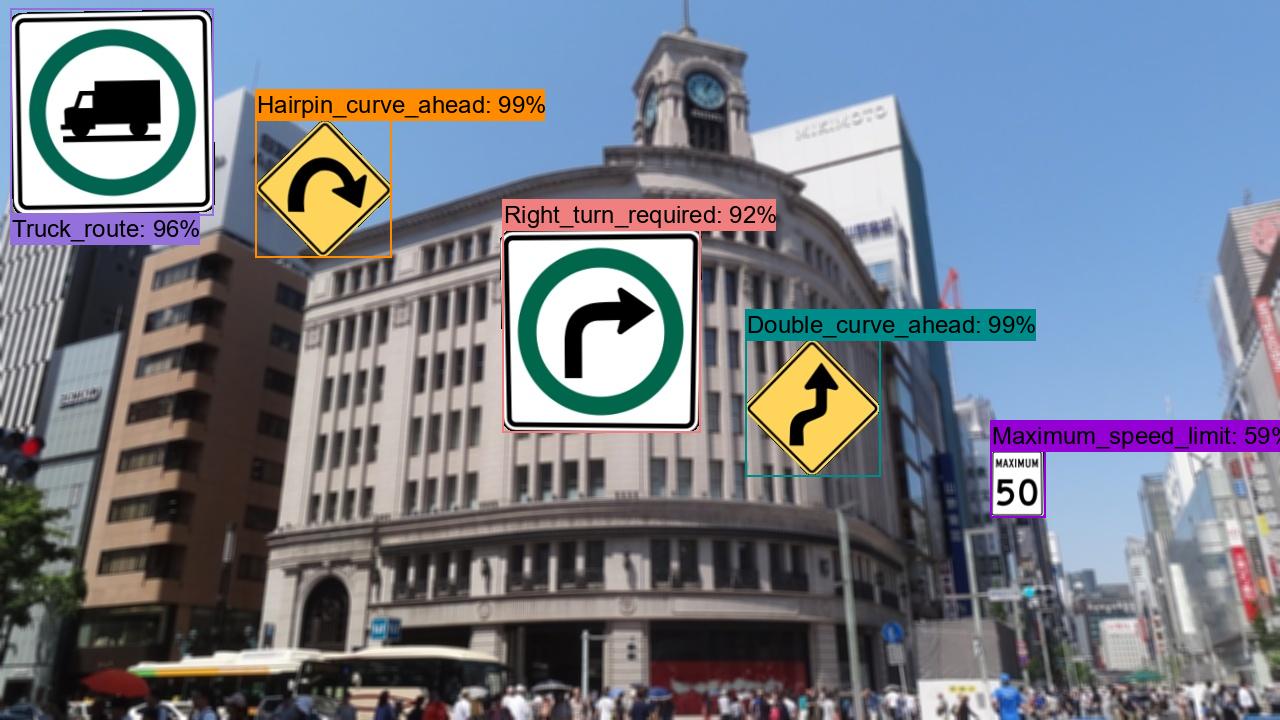 Hairpin_curve_ahead: 99%
MIKIMOTO
Right_turn_required: 92%
Truck_route: 96%
Double_curve_ahead: 99%
Maximum_speed_limit: 59%
MAXIMUM
50